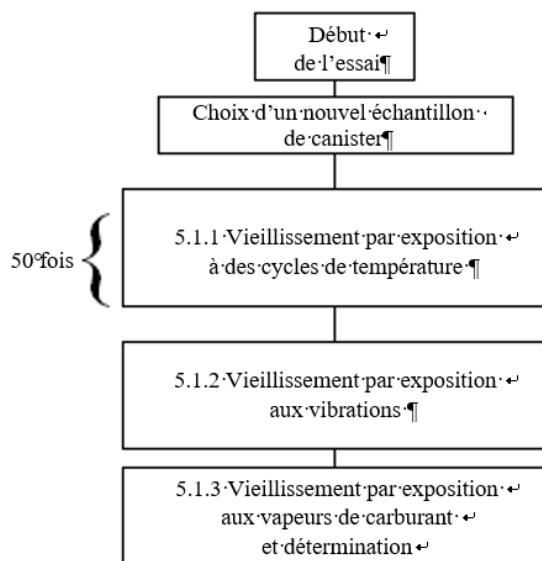 Début
de l'essai¶
Choix d'un nouvel échantillon
de canister¶
50°fois
5.1.1 Vieillissement par exposition
à des cycles de température ¶
5.1.2 Vieillissement par exposition
aux vibrations ¶
5.1.3 Vieillissement par exposition
aux vapeurs de carburant
et détermination